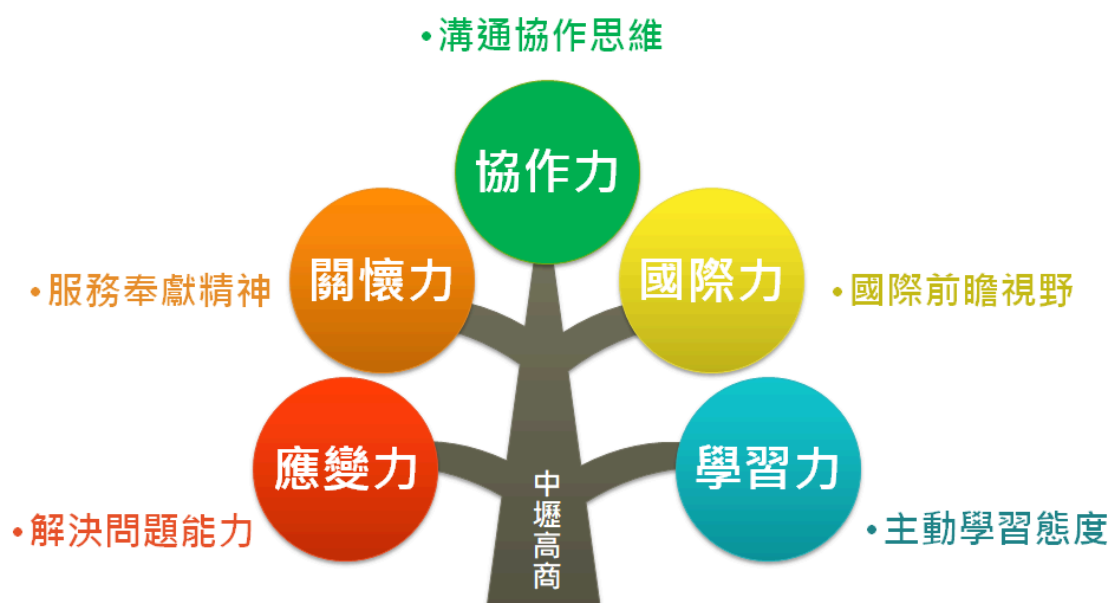 •溝通協作思維
協作力
關懷力
國際力
•服務奉獻精神
•國際前瞻視野
應變力
學習力
中壢高商
•解決問題能力
•主動學習態度